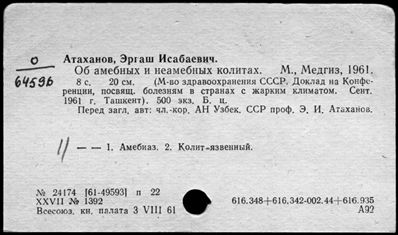 Атаханов, Эргаш Исабаевич.
О
Об амебных и неамебных колитах. М., Медгиз, 1961.
64596
8 с. 20 см. (М-во здравоохранения СССР. Доклад на Конфе-
ренции, посвящ. болезням в странах с жарким климатом. Сент.
1961 г. Ташкент). 500 экз. Б. ц.
Перед загл. авт: чл.-кор. АН Узбек. ССР проф. Э. И. Атаханов.
11 — — 1. Амебиаз. 2. Колит язвенный.
№ 24174 [61-49593] п 22
XXVII № 1392
616.348+616.342-002.44+616.935
Всесоюз. кн. палата 3 VIII 61
А92